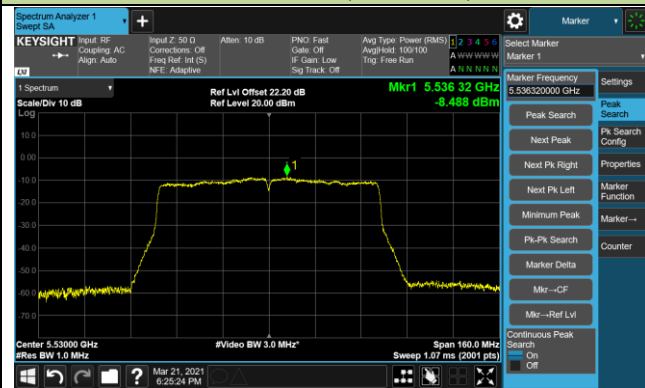 Spectrum Analyzer 1
Swept SA
Marker
KEYSIGHT
Input: RF
Coupling: AC
Align: Auto
Input Z: 50 Ω
Corrections: Off
Freq Ref: Int (S)
NFE: Adaptive
Atten: 10 dB
PNO: Fast
Gate: Off
IF Gain: Low
Sig Track: Off
Avg Type: Power (RMS)
Avg|Hold: 100/100
Trig: Free Run
1 2 3 4 5 6
A W W W W W
A N N N N N
LXI
Select Marker
Marker 1
1 Spectrum
Scale/Div 10 dB
Log
Ref Lvl Offset 22.20 dB
Ref Level 20.00 dBm
Mkr1 5.536 32 GHz
-8.488 dBm
10.0
0.00
-10.0
-20.0
-30.0
-40.0
-50.0
-60.0
-70.0
1
Center 5.53000 GHz
#Res BW 1.0 MHz
#Video BW 3.0 MHz*
Span 160.0 MHz
Sweep 1.07 ms (2001 pts)
Marker Frequency
5.536320000 GHz
Peak Search
Next Peak
Next Pk Right
Next Pk Left
Minimum Peak
Pk-Pk Search
Marker Delta
Mkr→CF
Mkr→Ref Lvl
Continuous Peak
Search
On
Off
Settings
Peak
Search
Pk Search
Config
Properties
Marker
Function
Marker→
Counter
Mar 21, 2021
6:25:24 PM